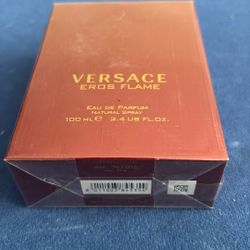 VERSACE
EROS FLAME
EAU DE PARFUM
NATURAL SPRAY
100 ML ℮ 3.4 US FL.OZ.